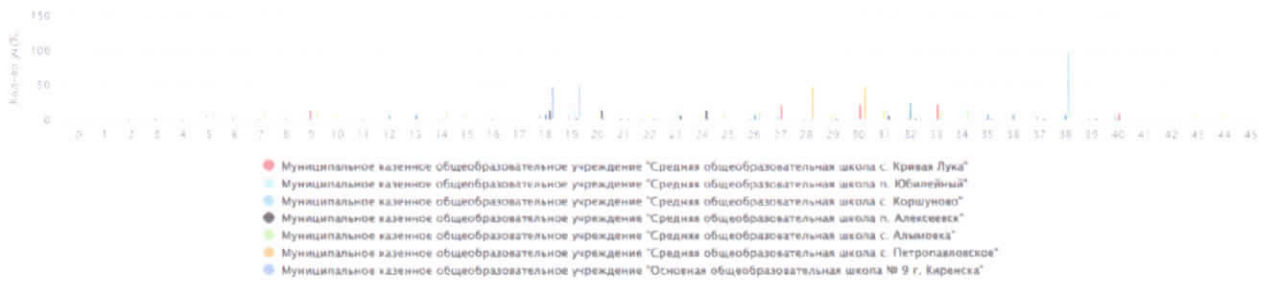 150
Кол-во уч(%)
100
50
0
0 1 2 3 4 5 6 7 8 9 10 11 12 13 14 15 16 17 18 19 20 21 22 23 24 25 26 27 28 29 30 31 32 33 34 35 36 37 38 39 40 41 42 43 44 45
Муниципальное казенное общеобразовательное учреждение "Средняя общеобразовательная школа с. Кривая Лука"
Муниципальное казенное общеобразовательное учреждение "Средняя общеобразовательная школа п. Юбилейный"
Муниципальное казенное общеобразовательное учреждение "Средняя общеобразовательная школа с. Коршуново"
Муниципальное казенное общеобразовательное учреждение "Средняя общеобразовательная школа п. Алексеевск"
Муниципальное казенное общеобразовательное учреждение "Средняя общеобразовательная школа с. Алымовка"
Муниципальное казенное общеобразовательное учреждение "Средняя общеобразовательная школа с. Петропавловское"
Муниципальное казенное общеобразовательное учреждение "Основная общеобразовательная школа № 9 г. Киренска"